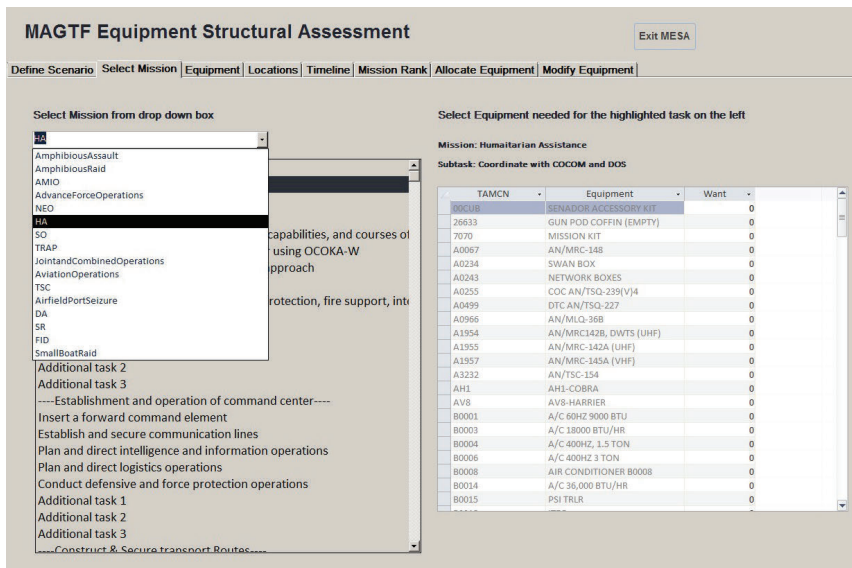 MAGTF Equipment Structural Assessment
Exit MESA
Define Scenario Select Mission Equipment Locations Timeline Mission Rank Allocate Equipment Modify Equipment
Select Mission from drop down box
HA
AmphibiousAssault
AmphibiousRaid
AMIO
AdvanceForceOperations
NEO
HA
SO
TRAP
JointandCombinedOperations
AviationOperations
TSC
AirfieldPortSeizure
DA
SR
FID
SmallBoatRaid
capabilities, and courses of
using OCOKA-W
pproach
rotection, fire support, inte
Additional task 2
Additional task 3
----Establishment and operation of command center----
Insert a forward command element
Establish and secure communication lines
Plan and direct intelligence and information operations
Plan and direct logistics operations
Conduct defensive and force protection operations
Additional task 1
Additional task 2
Additional task 3
----Construct & Secure transport Routes----
Select Equipment needed for the highlighted task on the left
Mission: Humaitarian Assistance
Subtask: Coordinate with COCOM and DOS
TAMCN Equipment Want
00CUB SENADOR ACCESSORY KIT 0
26633 GUN POD COFFIN (EMPTY) 0
7070 MISSION KIT 0
A0067 AN/MRC-148 0
A0234 SWAN BOX 0
A0243 NETWORK BOXES 0
A0255 COC AN/TSQ-239(V)4 0
A0499 DTC AN/TSQ-227 0
A0966 AN/MLQ-36B 0
A1954 AN/MRC142B, DWTS (UHF) 0
A1955 AN/MRC-142A (UHF) 0
A1957 AN/MRC-145A (VHF) 0
A3232 AN/TSC-154 0
AH1 AH1-COBRA 0
AV8 AV8-HARRIER 0
B0001 A/C 60HZ 9000 BTU 0
B0003 A/C 18000 BTU/HR 0
B0004 A/C 400HZ, 1.5 TON 0
B0006 A/C 400HZ 3 TON 0
B0008 AIR CONDITIONER B0008 0
B0014 A/C 36,000 BTU/HR 0
B0015 PSI TRLR 0